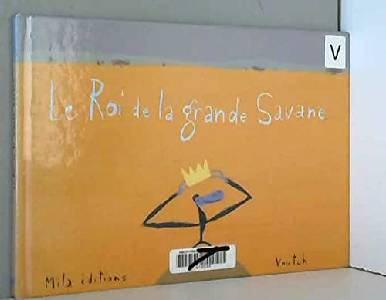 V
Le Roi de la grande Savane
Mila éditions
Voutch